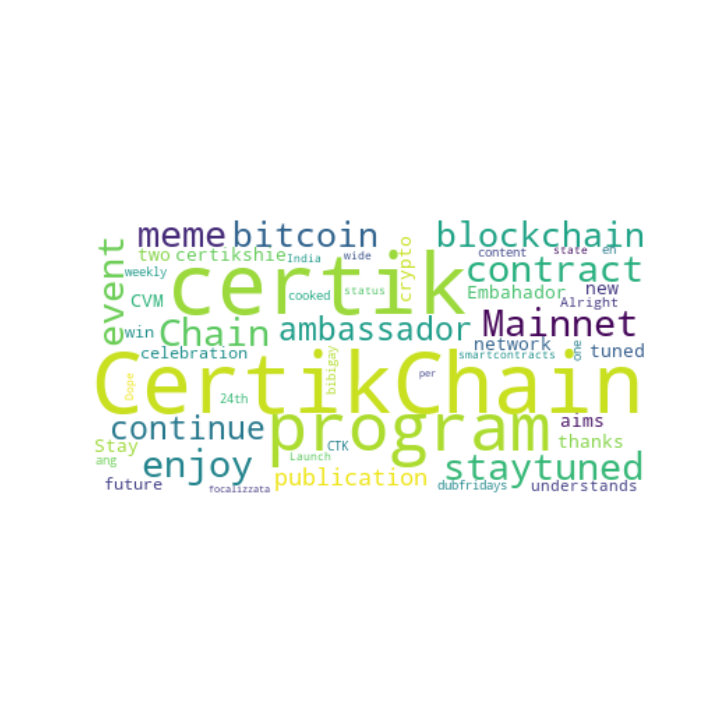 meme bitcoin blockchain
event two certikshie India wide crypto content state en
certik contract
weekly cooked status Embahador new
CVM Alright
win Chain ambassador Mainnet
celebration network one tuned
smartcontracts
CertikChain
Dope bibigay per
24th
continue program aims
Stay CTK thanks
ang enjoy Launch staytuned
publication
future focalizzata dubfridays understands